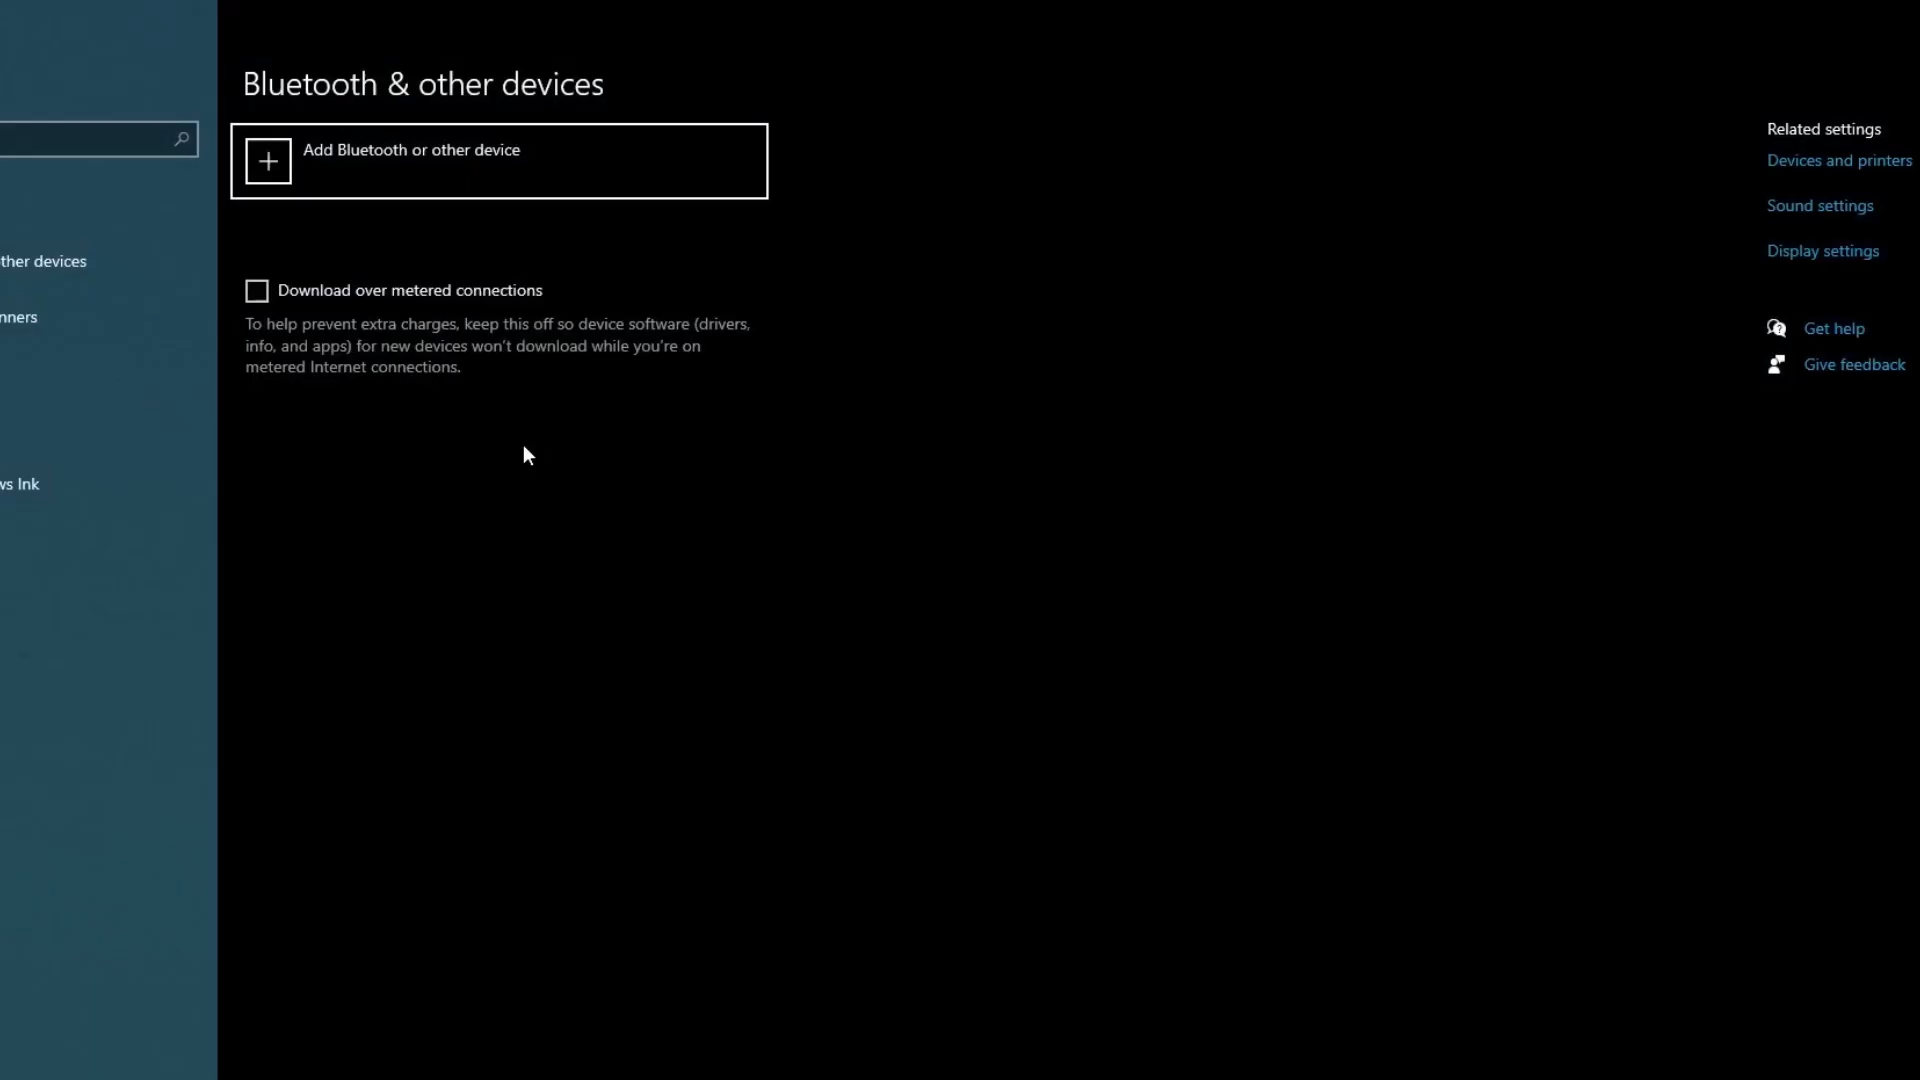 Bluetooth & other devices
Add Bluetooth or other device
ther devices
nners
ws Ink
Download over metered connections
To help prevent extra charges, keep this off so device software (drivers,
info, and apps) for new devices won't download while you're on
metered Internet connections.
Related settings
Devices and printers
Sound settings
Display settings
Get help
Give feedback